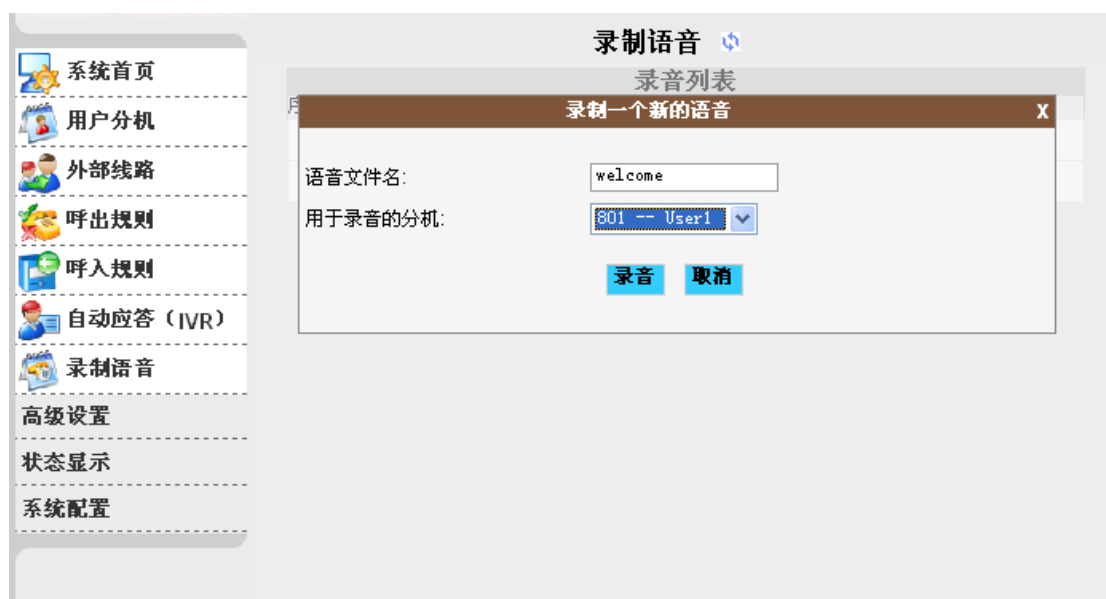 录制语音
系统首页
用户分机
外部线路
呼出规则
呼入规则
自动应答（IVR）
录制语音
高级设置
状态显示
系统配置
录音列表
录制一个新的语音 X
语音文件名: welcome
用于录音的分机: 801 -- User1
录音 取消